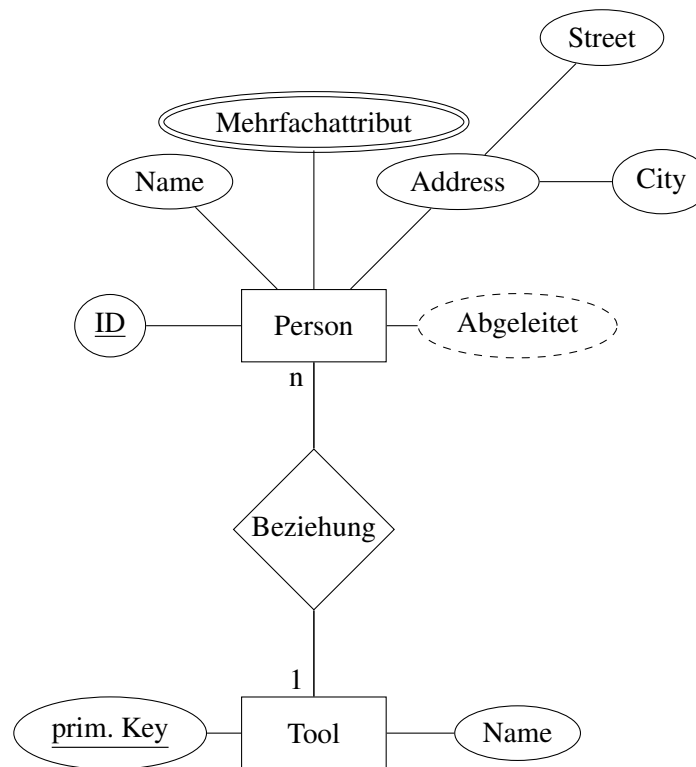 Street
Mehrfachattribut
Name
Address
City
ID
Person
Abgeleitet
n
Beziehung
1
prim. Key
Tool
Name